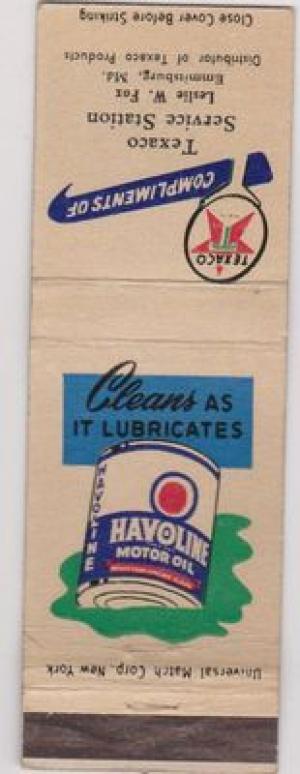 Close Cover Before Striking
Distributor of Texaco Products
Emmitsburg, Md.
Leslie W. Fox
Service Station
Texaco
COMPLIMENTS OF
TEXACO
T
Cleans AS
IT LUBRICATES
HAVOLINE
HAVOLINE
MOTOR OIL
Universal Match Corp, New York